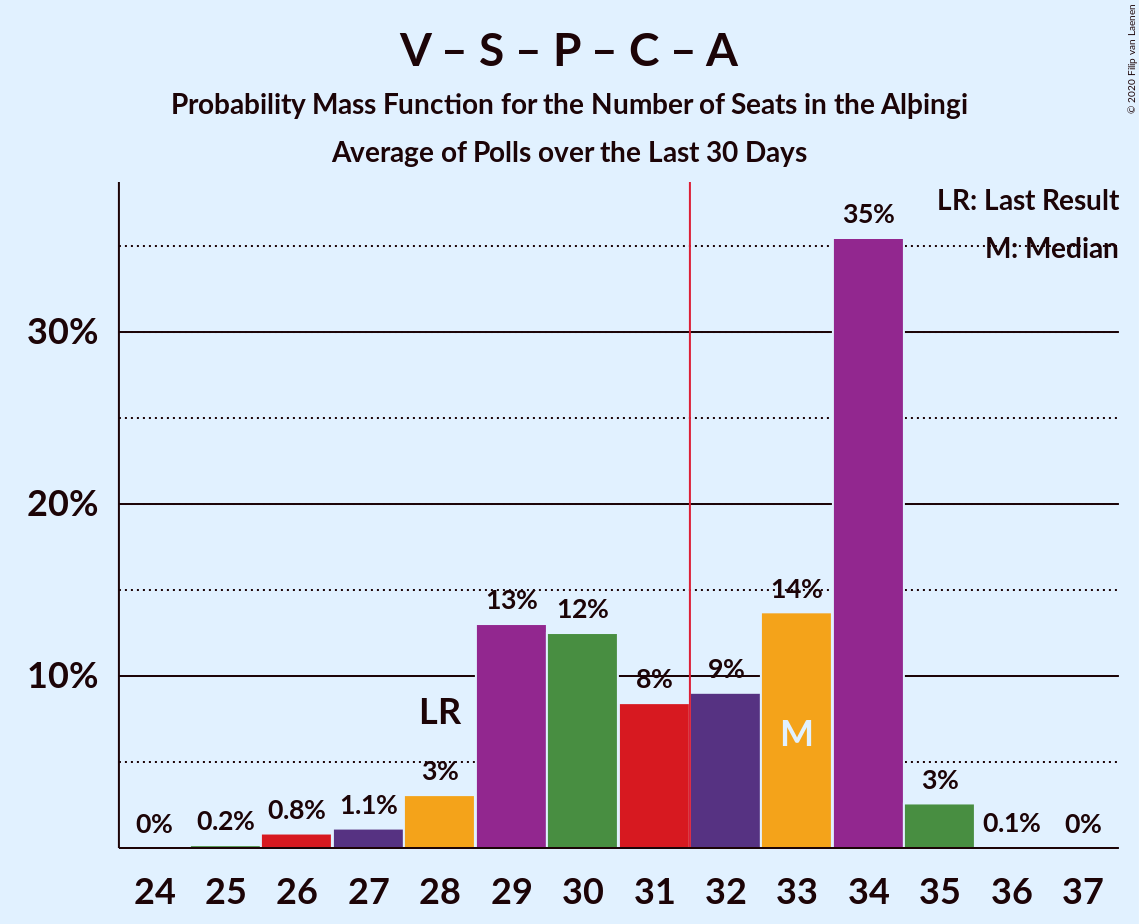 V – S – P – C – A
Probability Mass Function for the Number of Seats in the Alþingi
Average of Polls over the Last 30 Days
© 2020 Filip van Laenen
LR: Last Result
M: Median
30%
20%
10%
0%
0.2%
0.8%
1.1%
3%
LR
13%
12%
8%
9%
14%
M
35%
3%
0.1%
0%
24 25 26 27 28 29 30 31 32 33 34 35 36 37